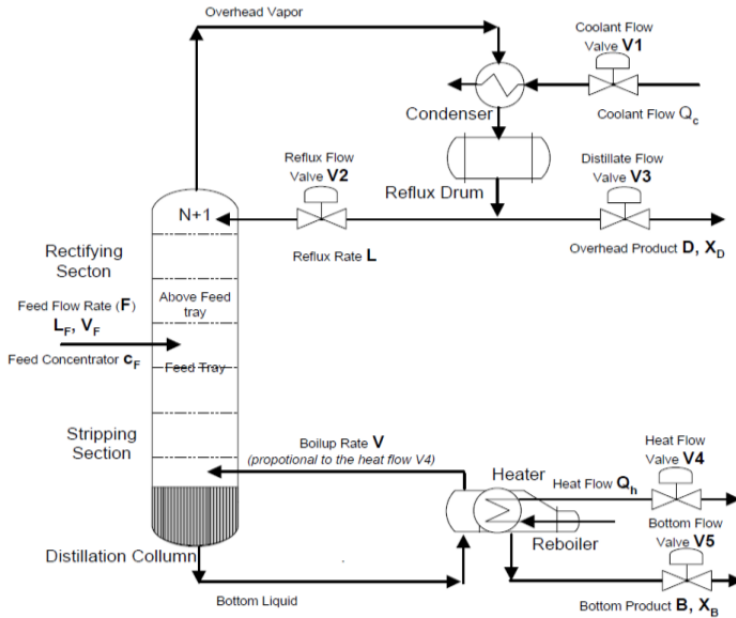 Overhead Vapor
Coolant Flow
Valve V1
Condenser
Coolant Flow Qc
Reflux Flow
Valve V2
Reflux Drum
Distillate Flow
Valve V3
N+1
Reflux Rate L
Overhead Product D, XD
Rectifying
Secton
Feed Flow Rate (F)
LF, VF
Feed Concentrator cF
Above Feed
tray
Feed Tray
Stripping
Section
Boilup Rate V
(propotional to the heat flow V4)
Heater
Heat Flow
Valve V4
Heat Flow Qh
Reboiler
Bottom Flow
Valve V5
Distillation Collumn
Bottom Liquid
Bottom Product B, XB